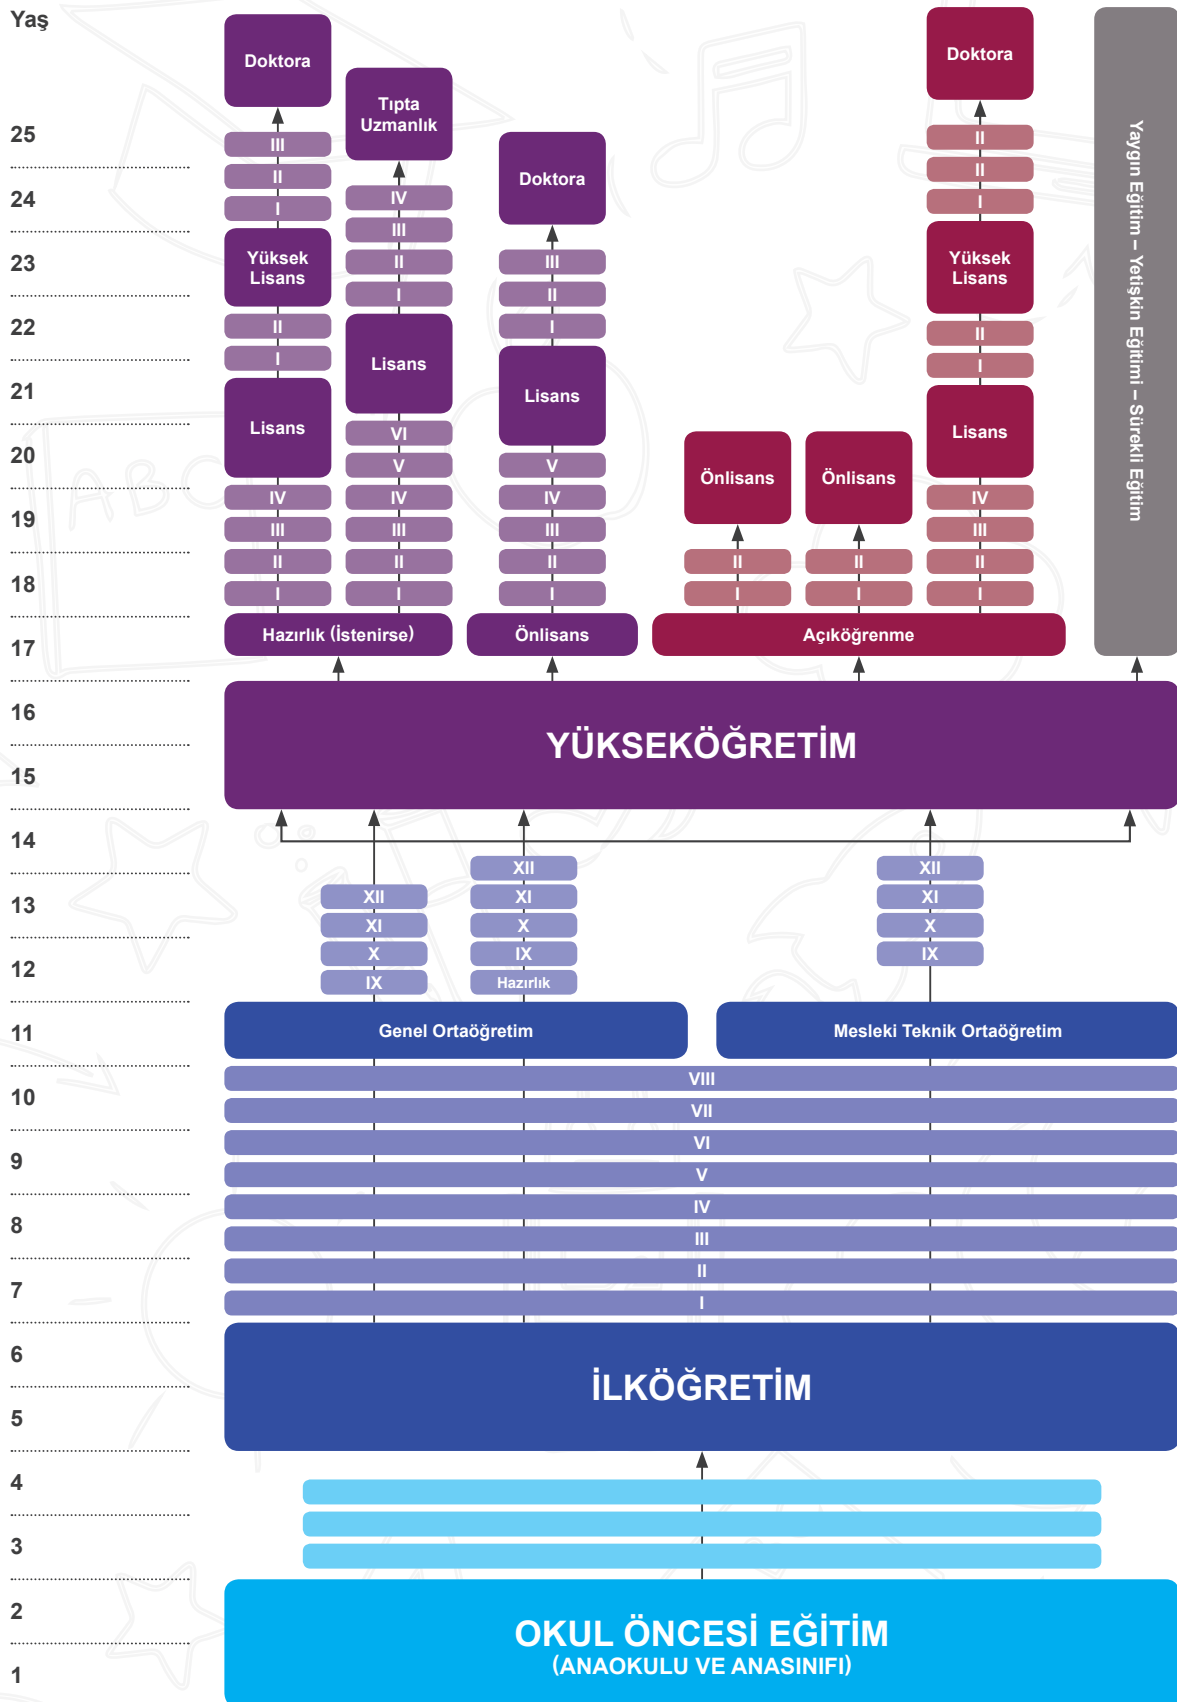 Yaş
25
24
23
22
21
20
19
18
17
16
15
14
13
12
11
10
9
8
7
6
5
4
3
2
1
Doktora
III
II
I
Yüksek
Lisans
II
I
Lisans
IV
III
II
I
Tıpta
Uzmanlık
IV
III
II
I
Lisans
VI
V
IV
III
II
I
Hazırlık (İstenirse)
Doktora
III
II
I
Lisans
V
IV
III
II
I
Önlisans
Önlisans
II
I
Önlisans
II
I
Doktora
II
II
I
Yüksek
Lisans
II
I
Lisans
IV
III
II
I
Açıköğrenme
Yaygın Eğitim – Yetişkin Eğitimi – Sürekli Eğitim
YÜKSEKÖĞRETİM
XII
XI
X
IX
XII
XI
X
IX
Hazırlık
XII
XI
X
IX
Genel Ortaöğretim
Mesleki Teknik Ortaöğretim
VIII
VII
VI
V
IV
III
II
I
İLKÖĞRETİM
OKUL ÖNCESİ EĞİTİM
(ANAOKULU VE ANASINIFI)
ABC